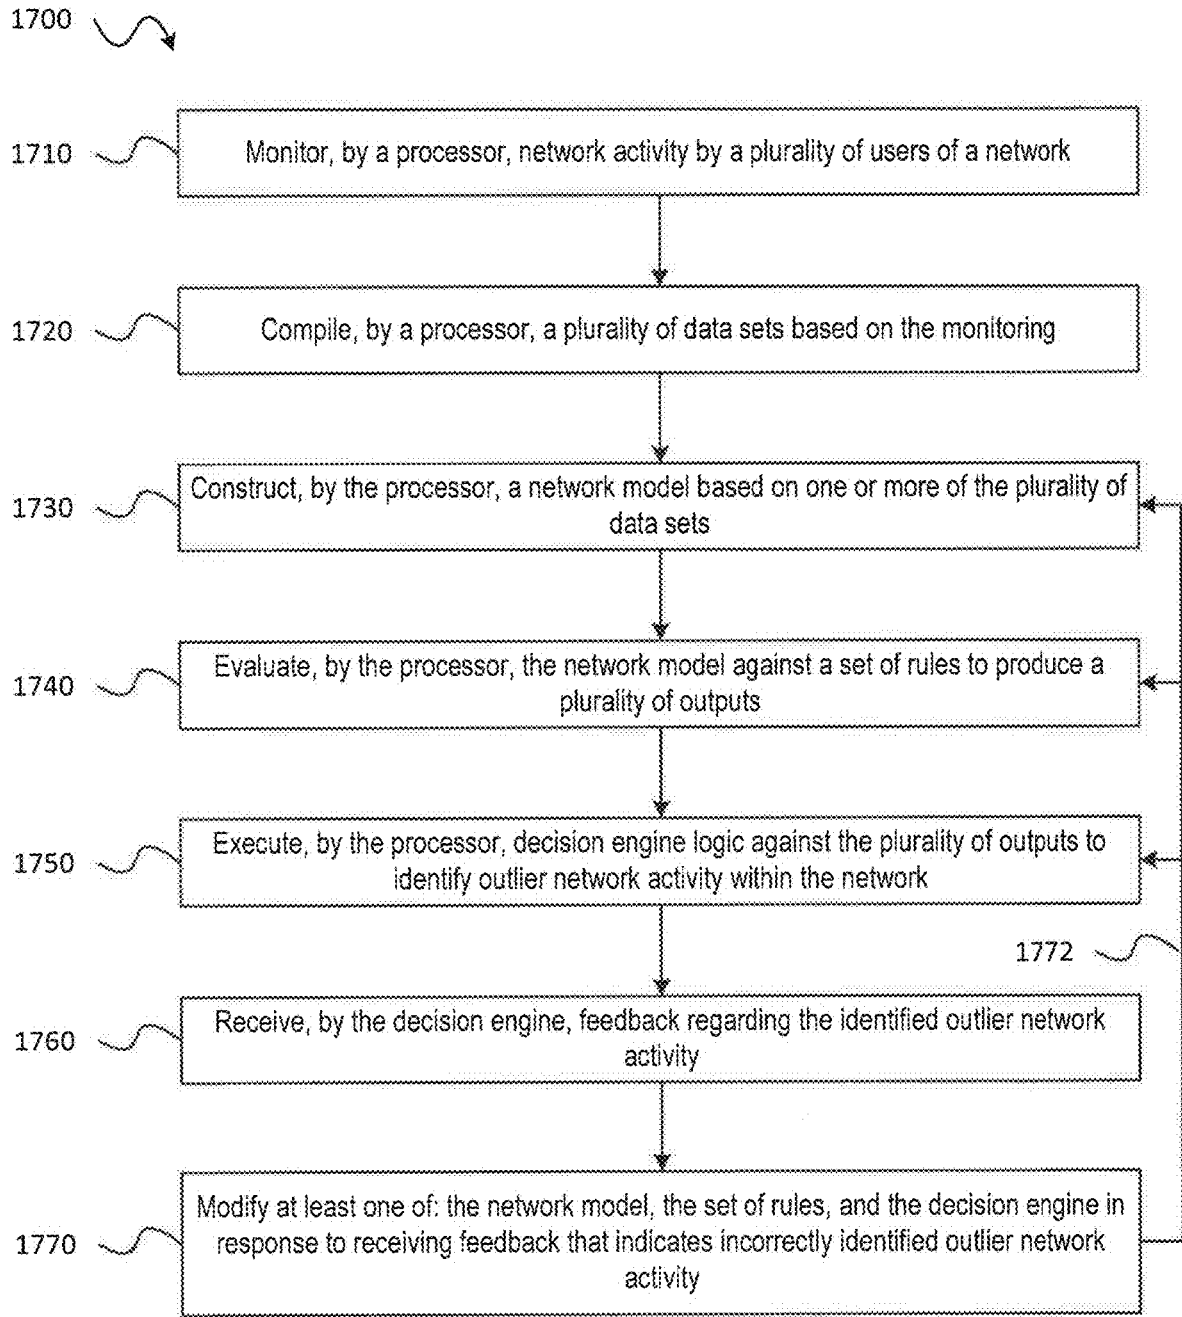 1700
1710
Monitor, by a processor, network activity by a plurality of users of a network
1720
Compile, by a processor, a plurality of data sets based on the monitoring
1730
Construct, by the processor, a network model based on one or more of the plurality of
data sets
1740
Evaluate, by the processor, the network model against a set of rules to produce a
plurality of outputs
1750
Execute, by the processor, decision engine logic against the plurality of outputs to
identify outlier network activity within the network
1772
1760
Receive, by the decision engine, feedback regarding the identified outlier network
activity
1770
Modify at least one of: the network model, the set of rules, and the decision engine in
response to receiving feedback that indicates incorrectly identified outlier network
activity